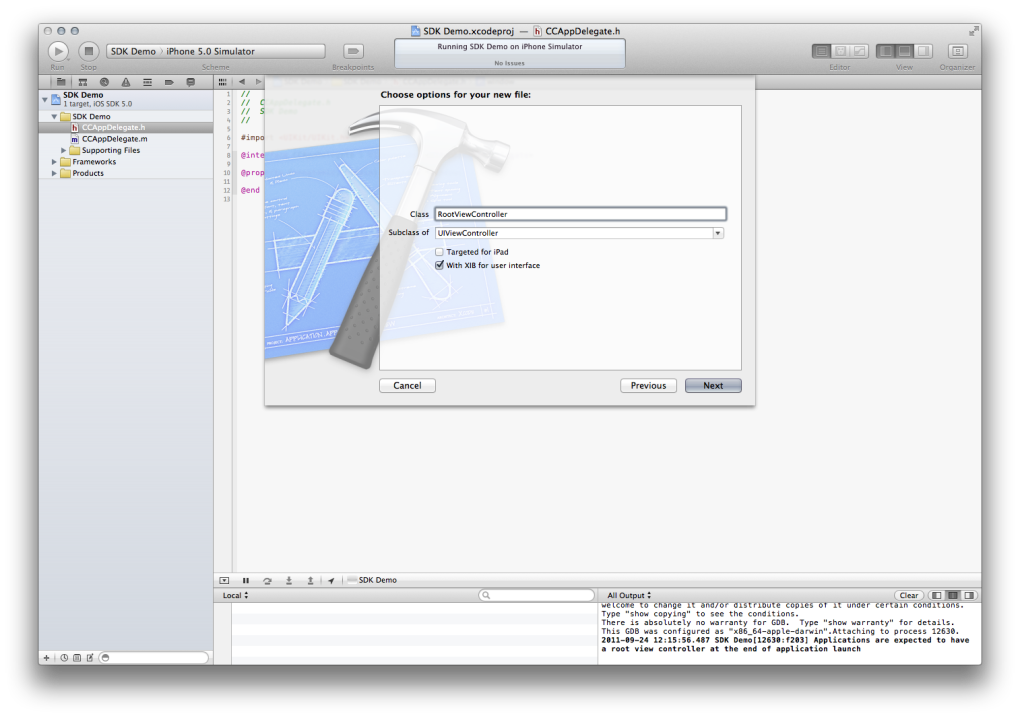 SDK Demo.xcodeproj — h CCAppDelegate.h
SDK Demo › iPhone 5.0 Simulator
Running SDK Demo on iPhone Simulator
No Issues
Run Stop Scheme Breakpoints Editor View Organizer
SDK Demo
1 target, iOS SDK 5.0
SDK Demo
h CCAppDelegate.h
m CCAppDelegate.m
Supporting Files
Frameworks
Products
1 //
2 //
3 //
4 //
5
6 #impo
7
8 @inte
9
10 @prop
11
12 @end
13
Choose options for your new file:
Class RootViewController
Subclass of UIViewController
Targeted for iPad
With XIB for user interface
Cancel Previous Next
SDK Demo
Local All Output Clear
welcome to change it and/or distribute copies of it under certain conditions.
Type "show copying" to see the conditions.
There is absolutely no warranty for GDB.  Type "show warranty" for details.
This GDB was configured as "x86_64-apple-darwin".Attaching to process 12630.
2011-09-24 12:15:56.487 SDK Demo[12630:f203] Applications are expected to have
a root view controller at the end of application launch